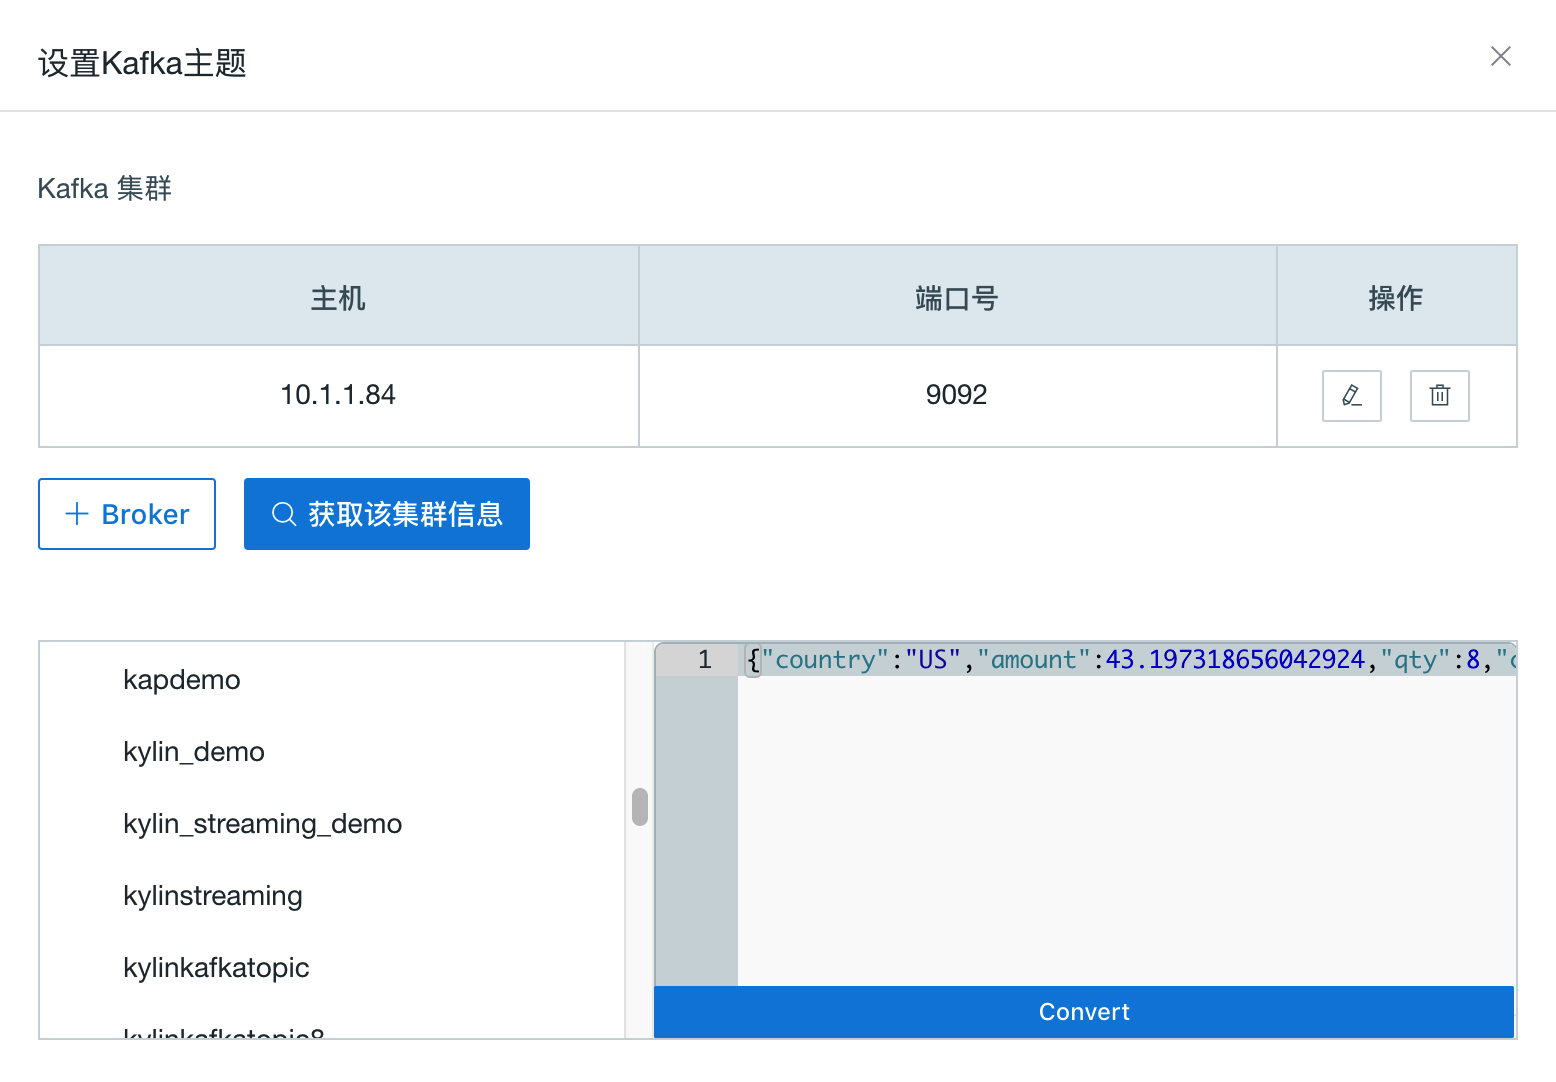 设置Kafka主题
Kafka 集群
主机 端口号 操作
10.1.1.84 9092
Broker 获取该集群信息
kapdemo
kylin_demo
kylin_streaming_demo
kylinstreaming
kylinkafkatopic
kylinkafkatopic8
1 {"country":"US","amount":43.197318656042924,"qty":8,"
Convert